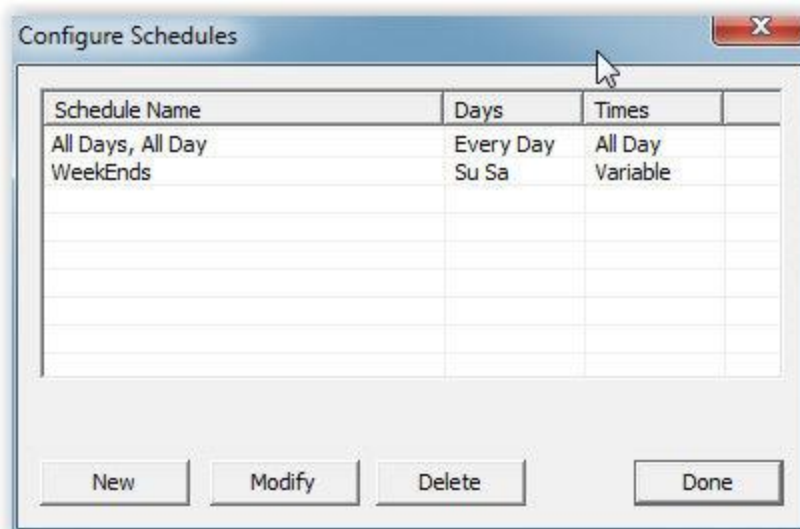 Configure Schedules
Schedule Name Days Times
All Days, All Day Every Day All Day
WeekEnds Su Sa Variable
New Modify Delete Done